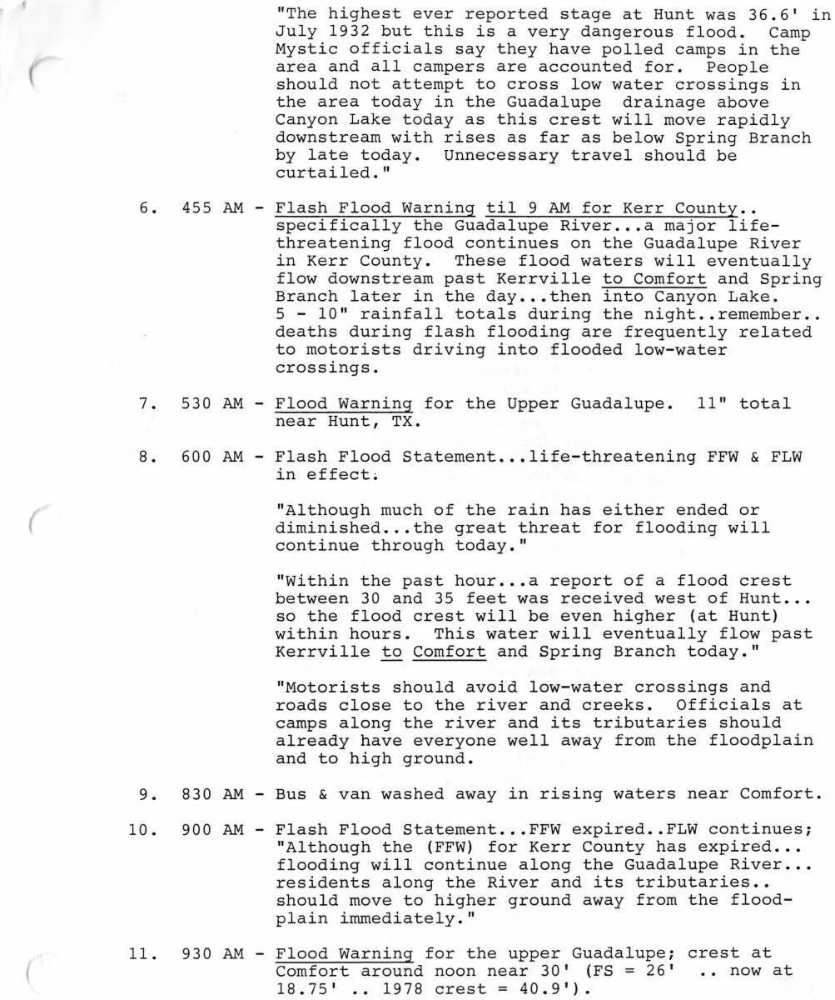 "The highest ever reported stage at Hunt was 36.6' in
July 1932 but this is a very dangerous flood.  Camp
Mystic officials say they have polled camps in the
area and all campers are accounted for.  People
should not attempt to cross low water crossings in
the area today in the Guadalupe  drainage above
Canyon Lake today as this crest will move rapidly
downstream with rises as far as below Spring Branch
by late today.  Unnecessary travel should be
curtailed."
6.  455 AM - Flash Flood Warning til 9 AM for Kerr County..
specifically the Guadalupe River...a major life-
threatening flood continues on the Guadalupe River
in Kerr County.  These flood waters will eventually
flow downstream past Kerrville to Comfort and Spring
Branch later in the day...then into Canyon Lake.
5 - 10" rainfall totals during the night..remember..
deaths during flash flooding are frequently related
to motorists driving into flooded low-water
crossings.
7.  530 AM - Flood Warning for the Upper Guadalupe.  11" total
near Hunt, TX.
8.  600 AM - Flash Flood Statement...life-threatening FFW & FLW
in effect.
"Although much of the rain has either ended or
diminished...the great threat for flooding will
continue through today."
"Within the past hour...a report of a flood crest
between 30 and 35 feet was received west of Hunt...
so the flood crest will be even higher (at Hunt)
within hours.  This water will eventually flow past
Kerrville to Comfort and Spring Branch today."
"Motorists should avoid low-water crossings and
roads close to the river and creeks.  Officials at
camps along the river and its tributaries should
already have everyone well away from the floodplain
and to high ground.
9.  830 AM - Bus & van washed away in rising waters near Comfort.
10.  900 AM - Flash Flood Statement...FFW expired..FLW continues;
"Although the (FFW) for Kerr County has expired...
flooding will continue along the Guadalupe River...
residents along the River and its tributaries..
should move to higher ground away from the flood-
plain immediately."
11.  930 AM - Flood Warning for the upper Guadalupe; crest at
Comfort around noon near 30' (FS = 26'  .. now at
18.75' .. 1978 crest = 40.9').